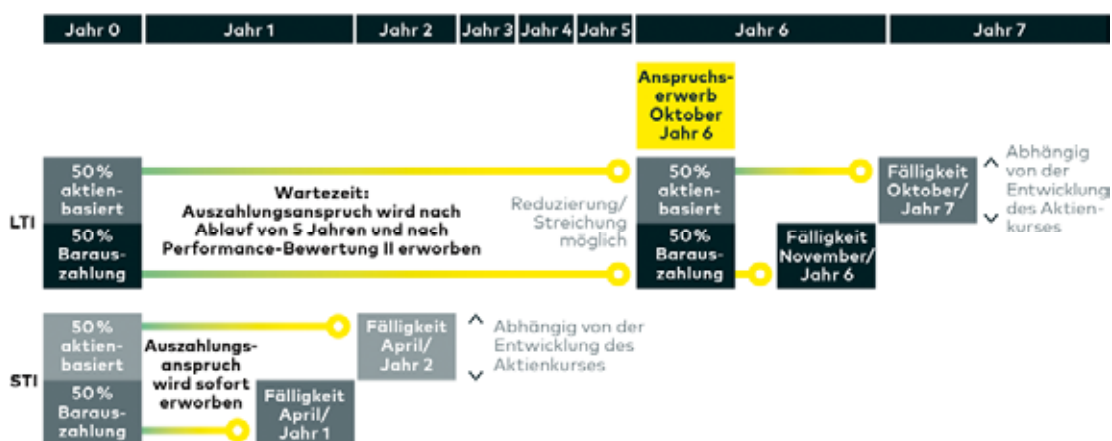 Jahr 0 Jahr 1 Jahr 2 Jahr 3 Jahr 4 Jahr 5 Jahr 6 Jahr 7
Anspruchs-
erwerb
Oktober
Jahr 6
LTI
50%
aktien-
basiert
50%
Baraus-
zahlung
Wartezeit:
Auszahlungsanspruch wird nach
Ablauf von 5 Jahren und nach
Performance-Bewertung II erworben
Reduzierung/
Streichung
möglich
50%
aktien-
basiert
50%
Baraus-
zahlung
Fälligkeit
Oktober/
Jahr 7
Abhängig
von der
Entwicklung
des Aktien-
kurses
Fälligkeit
November/
Jahr 6
STI
50%
aktien-
basiert
50%
Baraus-
zahlung
Auszahlungs-
anspruch
wird sofort
erworben
Fälligkeit
April/
Jahr 2
Abhängig von der
Entwicklung des
Aktienkurses
Fälligkeit
April/
Jahr 1